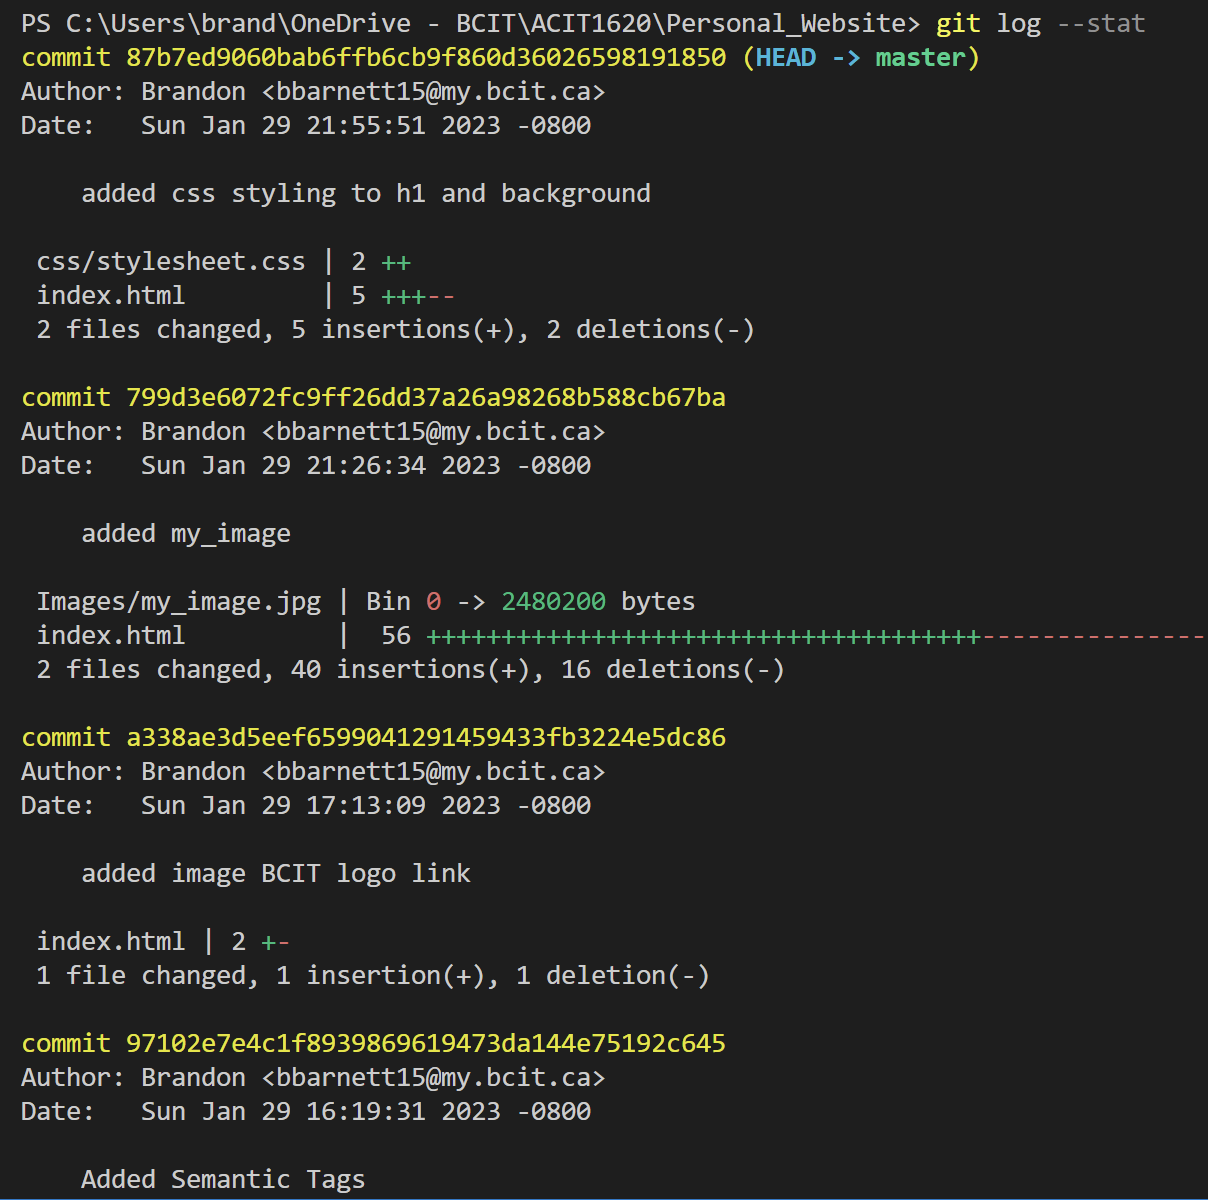 PS C:\Users\brand\OneDrive - BCIT\ACIT1620\Personal_Website> git log --stat
commit 87b7ed9060bab6ffb6cb9f860d36026598191850 (HEAD -> master)
Author: Brandon <bbarnett15@my.bcit.ca>
Date:   Sun Jan 29 21:55:51 2023 -0800
    added css styling to h1 and background
 css/stylesheet.css | 2 ++
 index.html         | 5 +++--
 2 files changed, 5 insertions(+), 2 deletions(-)
commit 799d3e6072fc9ff26dd37a26a98268b588cb67ba
Author: Brandon <bbarnett15@my.bcit.ca>
Date:   Sun Jan 29 21:26:34 2023 -0800
    added my_image
 Images/my_image.jpg | Bin 0 -> 2480200 bytes
 index.html          |  56 +++++++++++++++++++++++++++++++++++++---------------
 2 files changed, 40 insertions(+), 16 deletions(-)
commit a338ae3d5eef6599041291459433fb3224e5dc86
Author: Brandon <bbarnett15@my.bcit.ca>
Date:   Sun Jan 29 17:13:09 2023 -0800
    added image BCIT logo link
 index.html | 2 +-
 1 file changed, 1 insertion(+), 1 deletion(-)
commit 97102e7e4c1f8939869619473da144e75192c645
Author: Brandon <bbarnett15@my.bcit.ca>
Date:   Sun Jan 29 16:19:31 2023 -0800
    Added Semantic Tags